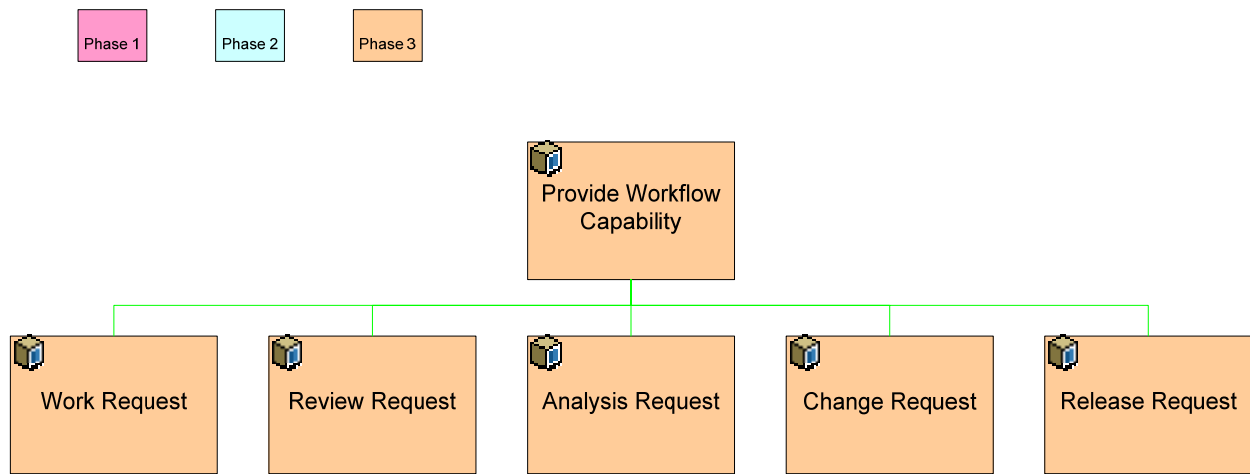 Phase 1
Phase 2
Phase 3
Provide Workflow
Capability
Work Request
Review Request
Analysis Request
Change Request
Release Request